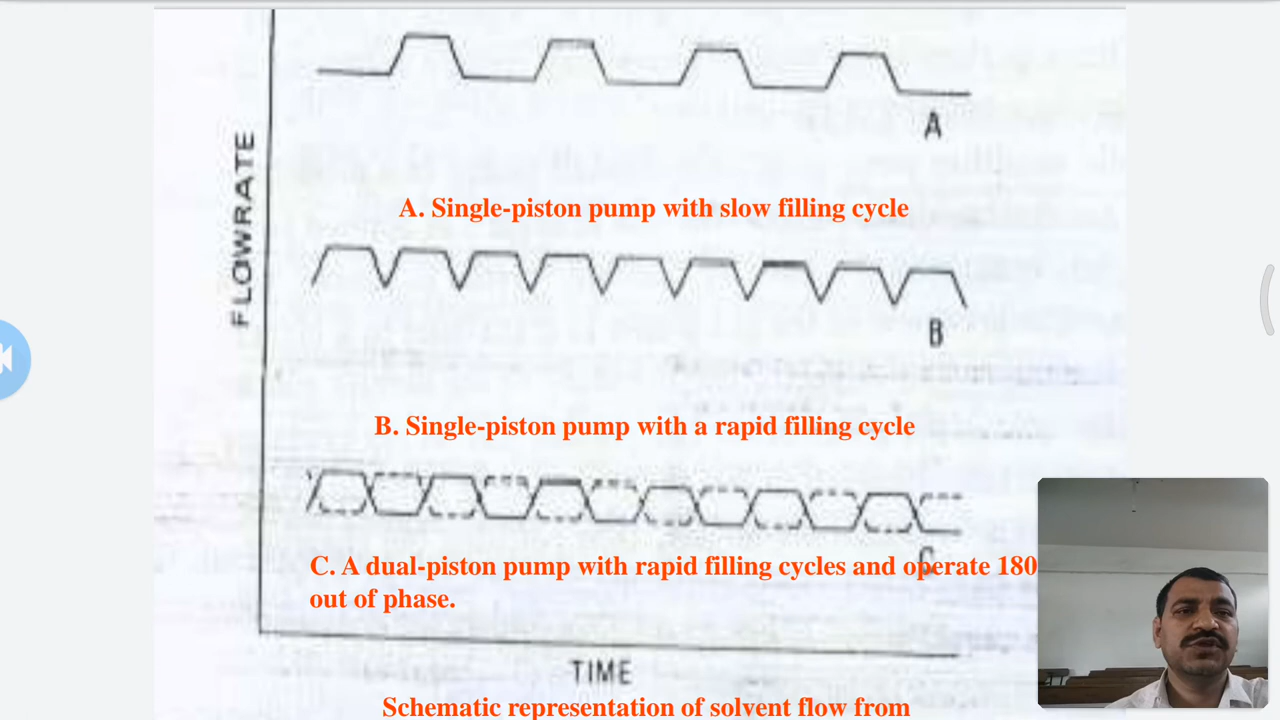 FLOWRATE
A
A. Single-piston pump with slow filling cycle
B
B. Single-piston pump with a rapid filling cycle
C
C. A dual-piston pump with rapid filling cycles and operate 180
out of phase.
TIME
Schematic representation of solvent flow from